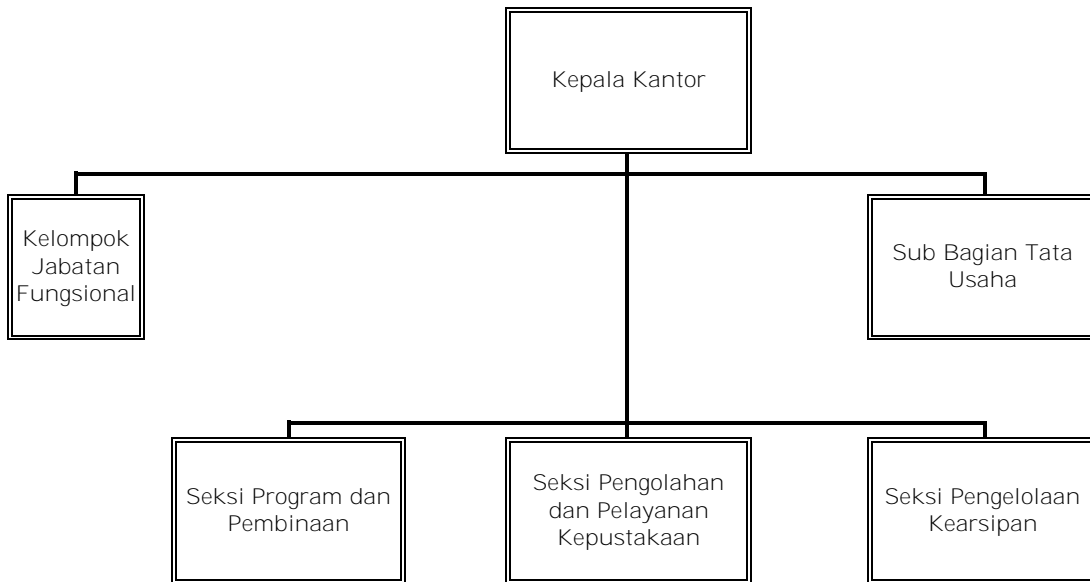 Kepala Kantor
Kelompok
Jabatan
Fungsional
Sub Bagian Tata
Usaha
Seksi Program dan
Pembinaan
Seksi Pengolahan
dan Pelayanan
Kepustakaan
Seksi Pengelolaan
Kearsipan